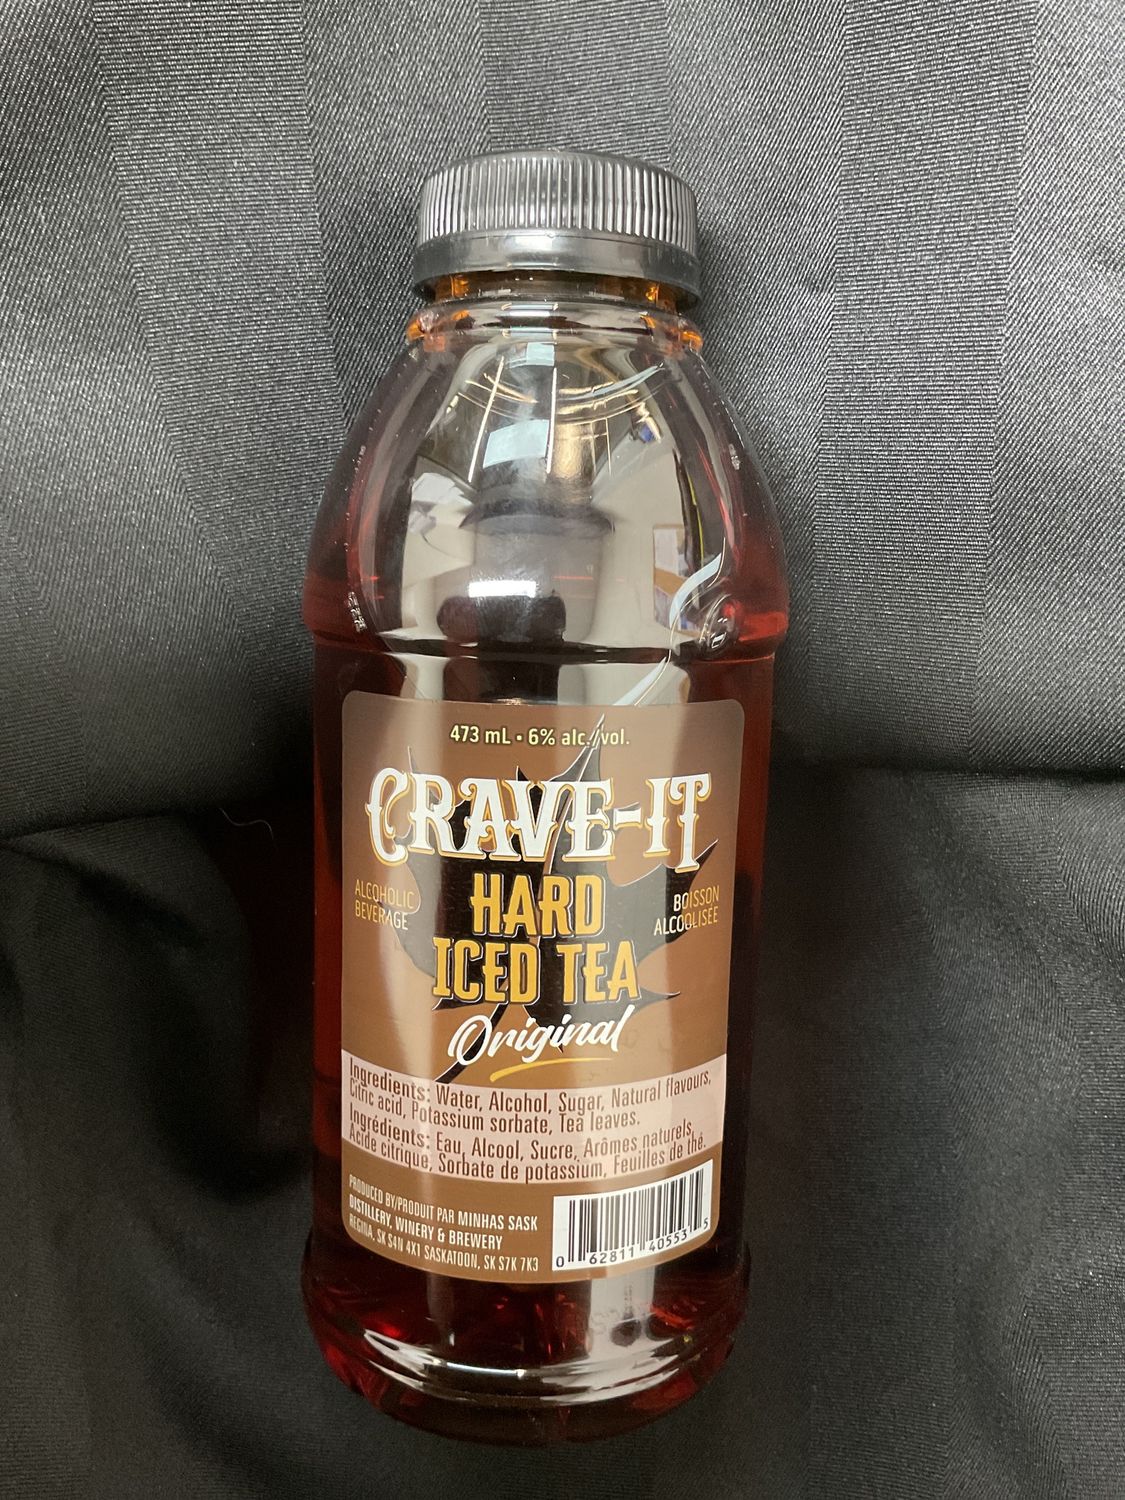 473 mL • 6% alc./vol.
CRAVE-IT
ALCOHOLIC
BEVERAGE
HARD
ICED TEA
BOISSON
ALCOOLISÉE
Original
Ingredients: Water, Alcohol, Sugar, Natural flavours,
Citric acid, Potassium sorbate, Tea leaves.
Ingrédients: Eau, Alcool, Sucre, Arômes naturels,
Acide citrique, Sorbate de potassium, Feuilles de thé.
PRODUCED BY/PRODUIT PAR MINHAS SASK
DISTILLERY, WINERY & BREWERY
REGINA, SK S4N 4X1 SASKATOON, SK S7K 7K3
0 62811 40553 5